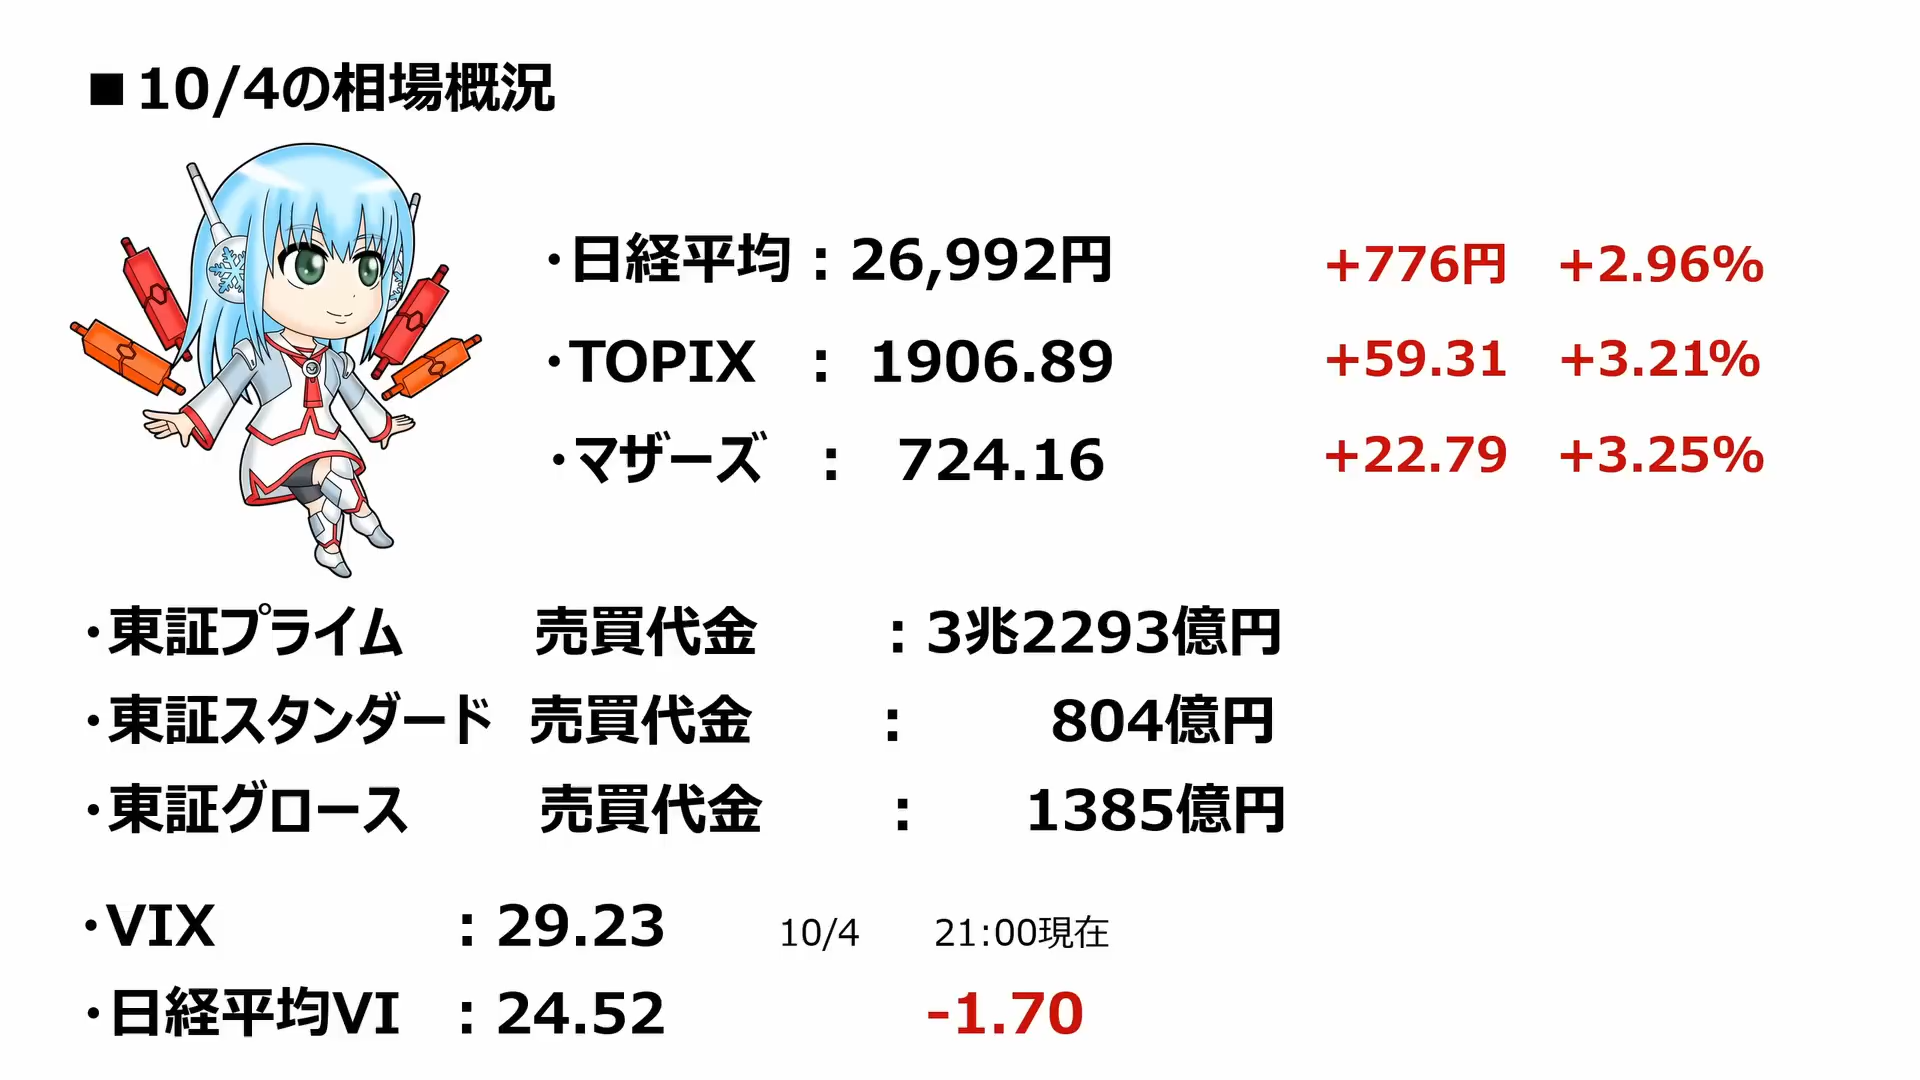 ■10/4の相場概況
・日経平均：26,992円 +776円 +2.96%
・TOPIX ： 1906.89 +59.31 +3.21%
・マザーズ ： 724.16 +22.79 +3.25%
・東証プライム 売買代金 ：3兆2293億円
・東証スタンダード 売買代金 ： 804億円
・東証グロース 売買代金 ： 1385億円
・VIX ：29.23 10/4 21:00現在
・日経平均VI ：24.52 -1.70